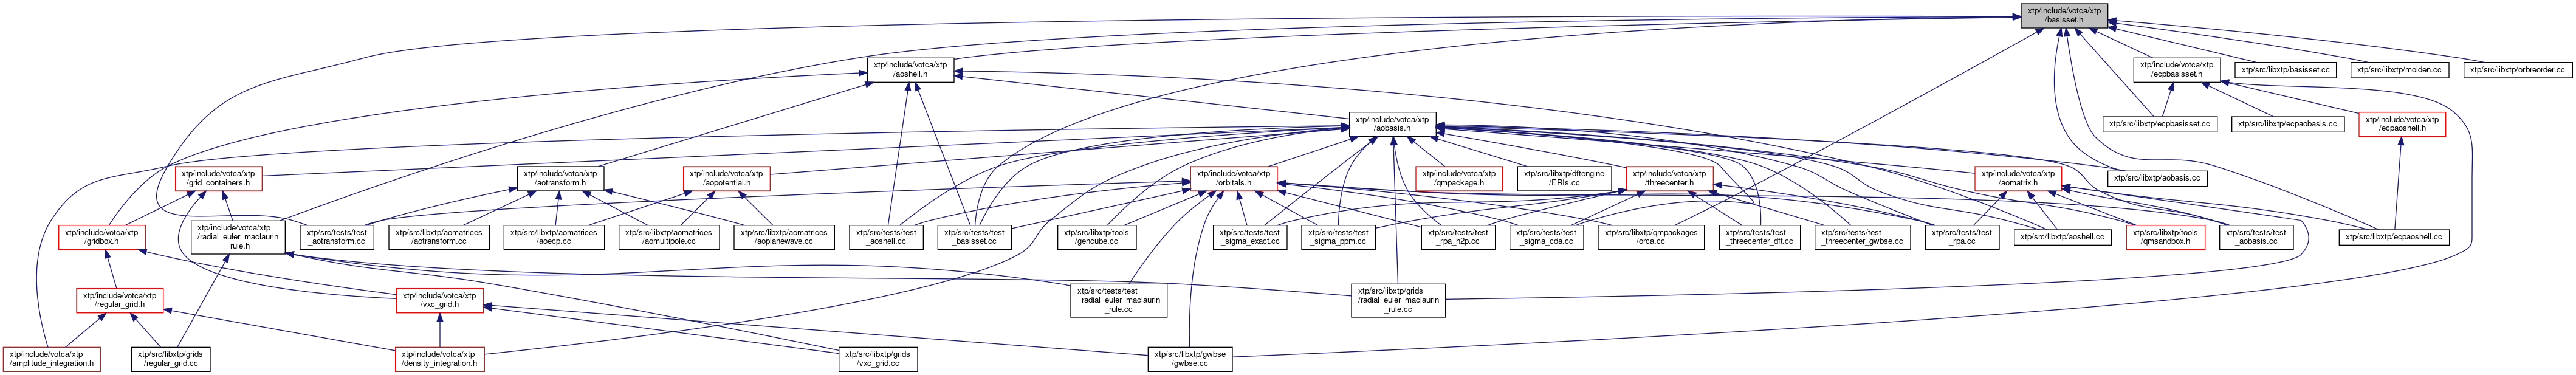 xtp/include/votca/xtp
/basisset.h
xtp/include/votca/xtp
/aoshell.h
xtp/include/votca/xtp
/ecpbasisset.h
xtp/src/libxtp/basisset.cc
xtp/src/libxtp/molden.cc
xtp/src/libxtp/orbreorder.cc
xtp/include/votca/xtp
/aobasis.h
xtp/src/libxtp/ecpbasisset.cc
xtp/src/libxtp/ecpaobasis.cc
xtp/include/votca/xtp
/ecpaoshell.h
xtp/include/votca/xtp
/grid_containers.h
xtp/include/votca/xtp
/aotransform.h
xtp/include/votca/xtp
/aopotential.h
xtp/include/votca/xtp
/orbitals.h
xtp/include/votca/xtp
/qmpackage.h
xtp/src/libxtp/dftengine
/ERIs.cc
xtp/include/votca/xtp
/threecenter.h
xtp/include/votca/xtp
/aomatrix.h
xtp/src/libxtp/aobasis.cc
xtp/include/votca/xtp
/gridbox.h
xtp/include/votca/xtp
/radial_euler_maclaurin
_rule.h
xtp/src/tests/test
_aotransform.cc
xtp/src/libxtp/aomatrices
/aotransform.cc
xtp/src/libxtp/aomatrices
/aoecp.cc
xtp/src/libxtp/aomatrices
/aomultipole.cc
xtp/src/libxtp/aomatrices
/aoplanewave.cc
xtp/src/tests/test
_aoshell.cc
xtp/src/tests/test
_basisset.cc
xtp/src/libxtp/tools
/gencube.cc
xtp/src/tests/test
_sigma_exact.cc
xtp/src/tests/test
_sigma_ppm.cc
xtp/src/tests/test
_rpa_h2p.cc
xtp/src/tests/test
_sigma_cda.cc
xtp/src/libxtp/qmpackages
/orca.cc
xtp/src/tests/test
_threecenter_dft.cc
xtp/src/tests/test
_threecenter_gwbse.cc
xtp/src/tests/test
_rpa.cc
xtp/src/libxtp/aoshell.cc
xtp/src/libxtp/tools
/qmsandbox.h
xtp/src/tests/test
_aobasis.cc
xtp/src/libxtp/ecpaoshell.cc
xtp/include/votca/xtp
/regular_grid.h
xtp/include/votca/xtp
/vxc_grid.h
xtp/src/tests/test
_radial_euler_maclaurin
_rule.cc
xtp/src/libxtp/grids
/radial_euler_maclaurin
_rule.cc
xtp/include/votca/xtp
/amplitude_integration.h
xtp/src/libxtp/grids
/regular_grid.cc
xtp/include/votca/xtp
/density_integration.h
xtp/src/libxtp/grids
/vxc_grid.cc
xtp/src/libxtp/gwbse
/gwbse.cc